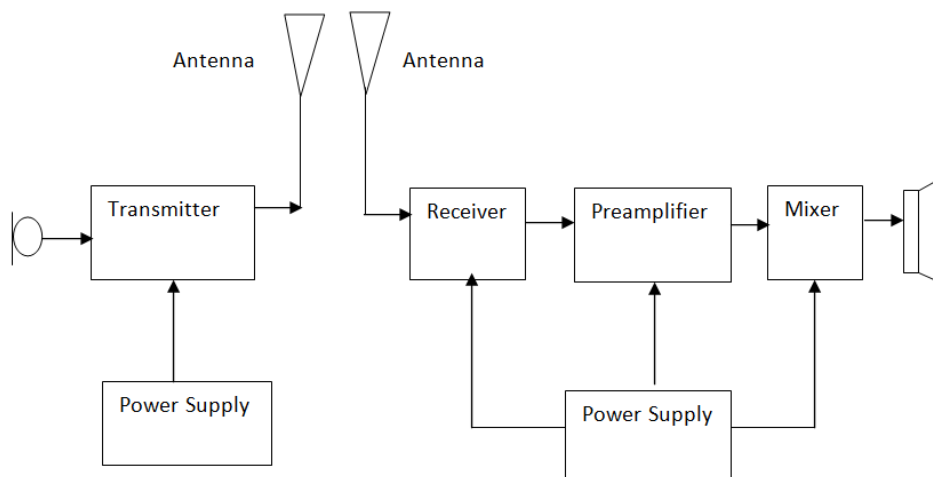 Antenna
Antenna
Transmitter
Receiver
Preamplifier
Mixer
Power Supply
Power Supply